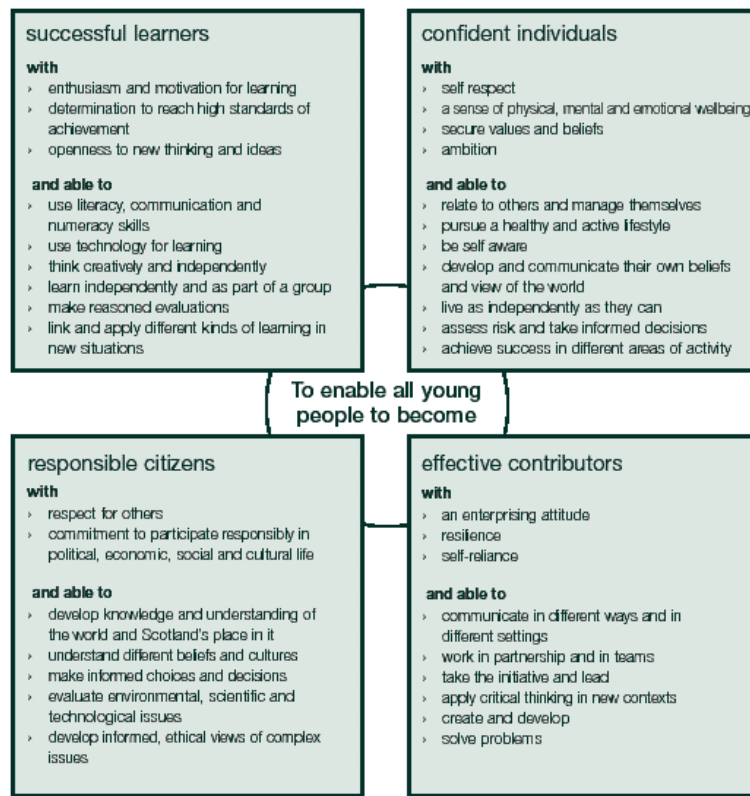 successful learners
with
› enthusiasm and motivation for learning
› determination to reach high standards of
achievement
› openness to new thinking and ideas
and able to
› use literacy, communication and
numeracy skills
› use technology for learning
› think creatively and independently
› learn independently and as part of a group
› make reasoned evaluations
› link and apply different kinds of learning in
new situations
confident individuals
with
› self respect
› a sense of physical, mental and emotional wellbeing
› secure values and beliefs
› ambition
and able to
› relate to others and manage themselves
› pursue a healthy and active lifestyle
› be self aware
› develop and communicate their own beliefs
and view of the world
› live as independently as they can
› assess risk and take informed decisions
› achieve success in different areas of activity
To enable all young
people to become
responsible citizens
with
› respect for others
› commitment to participate responsibly in
political, economic, social and cultural life
and able to
› develop knowledge and understanding of
the world and Scotland's place in it
› understand different beliefs and cultures
› make informed choices and decisions
› evaluate environmental, scientific and
technological issues
› develop informed, ethical views of complex
issues
effective contributors
with
› an enterprising attitude
› resilience
› self-reliance
and able to
› communicate in different ways and in
different settings
› work in partnership and in teams
› take the initiative and lead
› apply critical thinking in new contexts
› create and develop
› solve problems